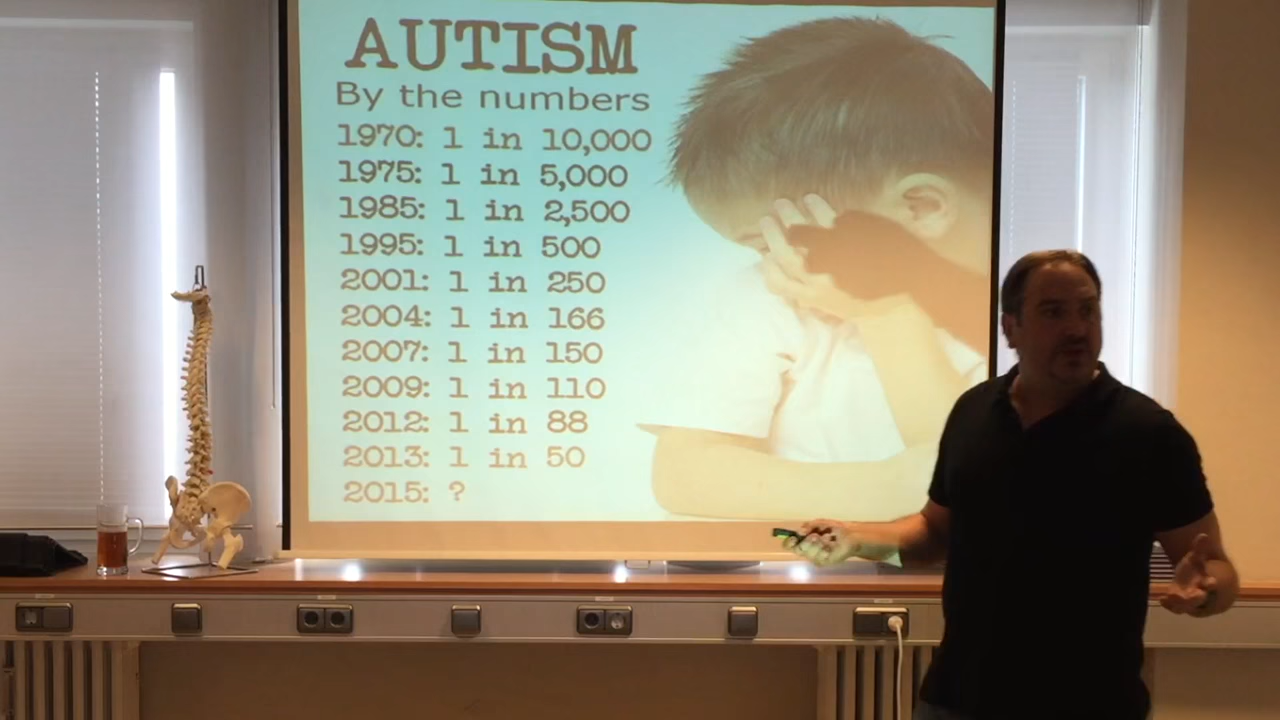 AUTISM
By the numbers
1970: 1 in 10,000
1975: 1 in 5,000
1985: 1 in 2,500
1995: 1 in 500
2001: 1 in 250
2004: 1 in 166
2007: 1 in 150
2009: 1 in 110
2012: 1 in 88
2013: 1 in 50
2015: ?